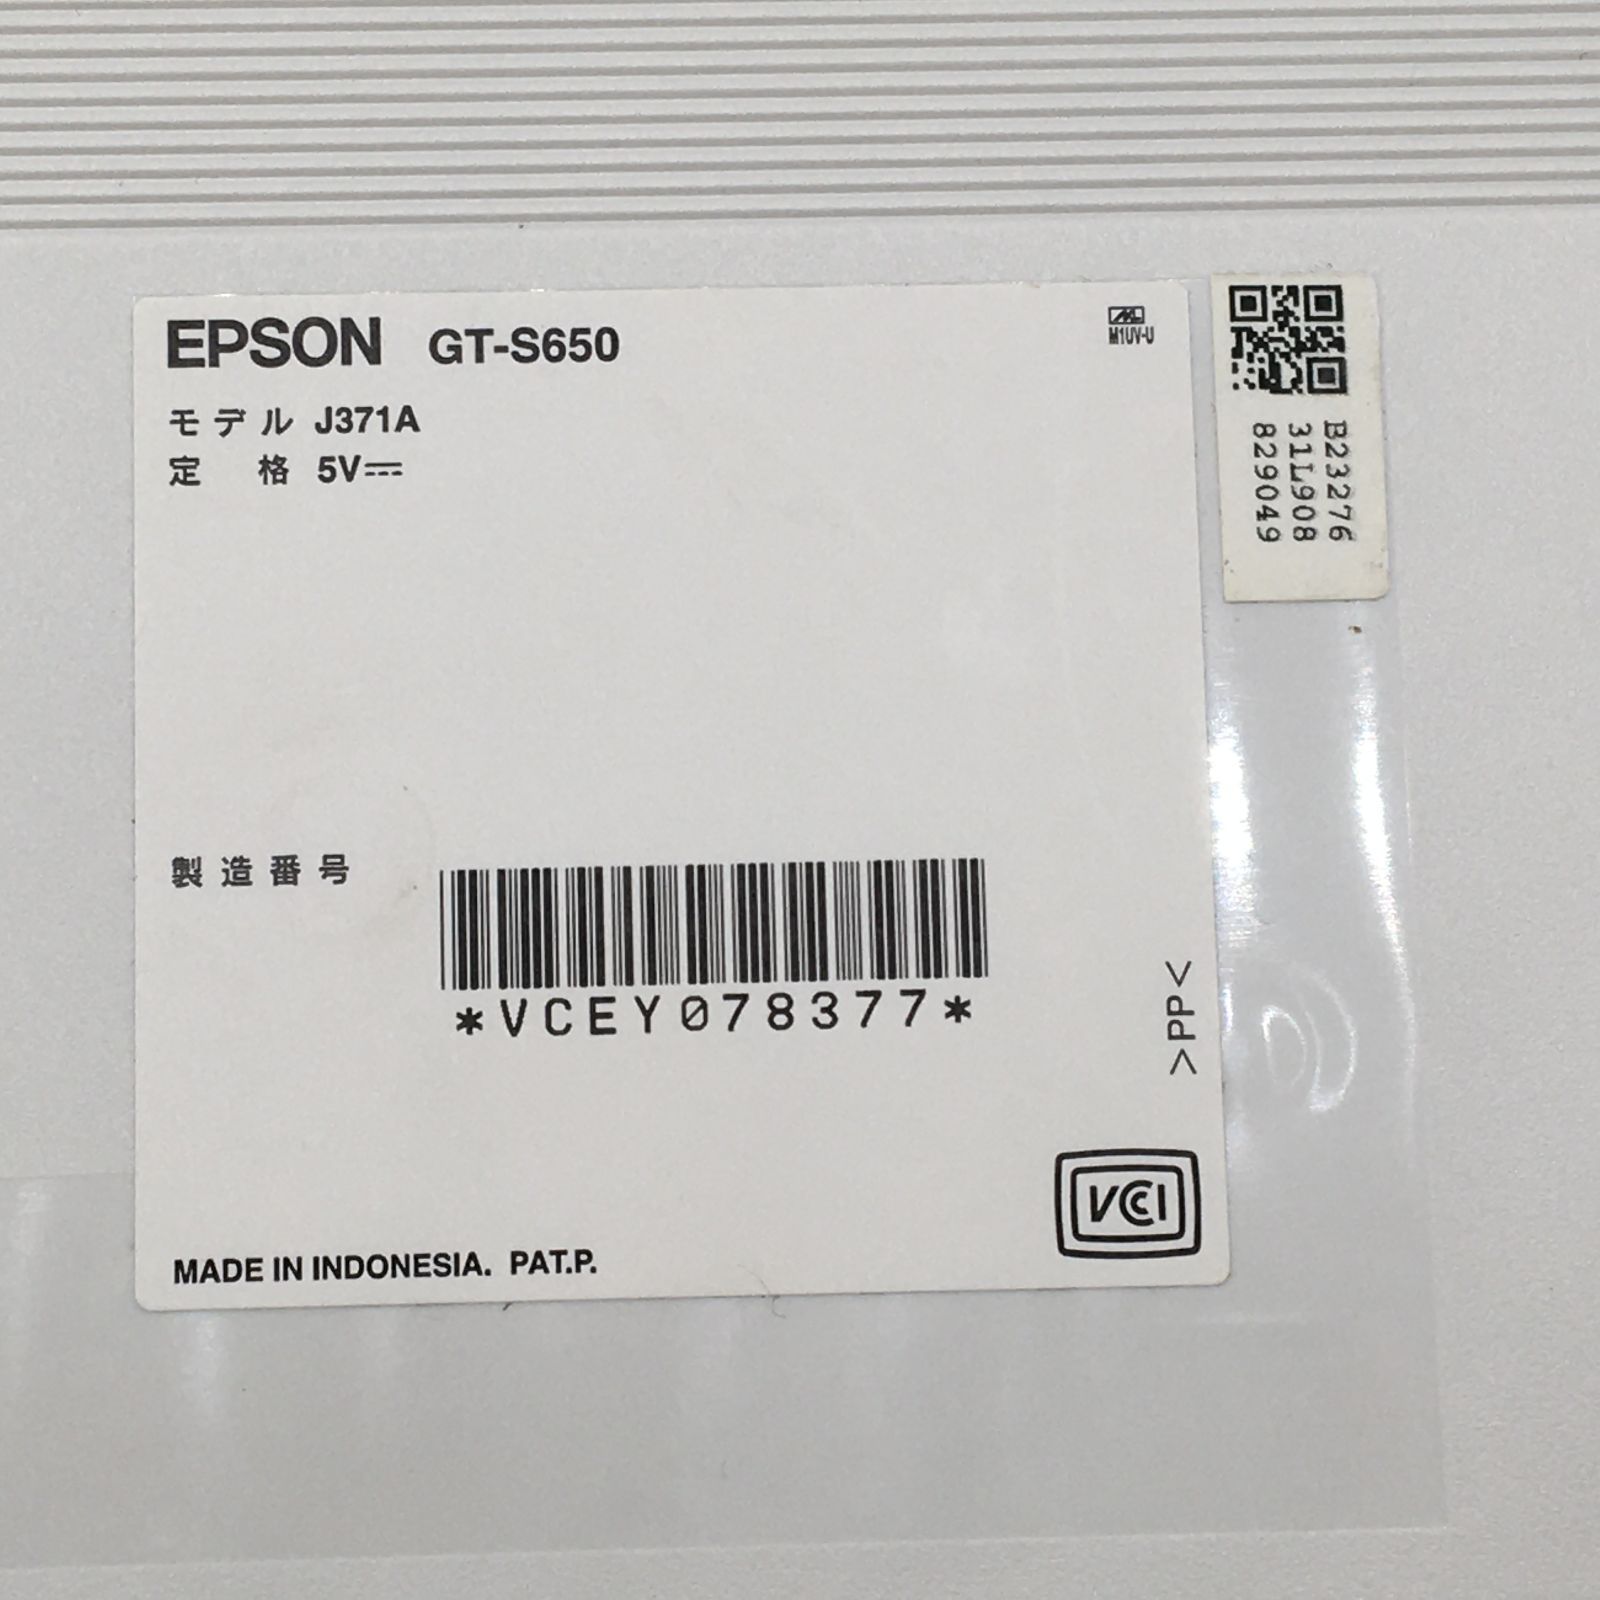 EPSON GT-S650
M1UV-U
モデル J371A
定格 5V
B23276
31L908
829049
製造番号
*VCEY078377*
>PP<
VCCI
MADE IN INDONESIA. PAT.P.